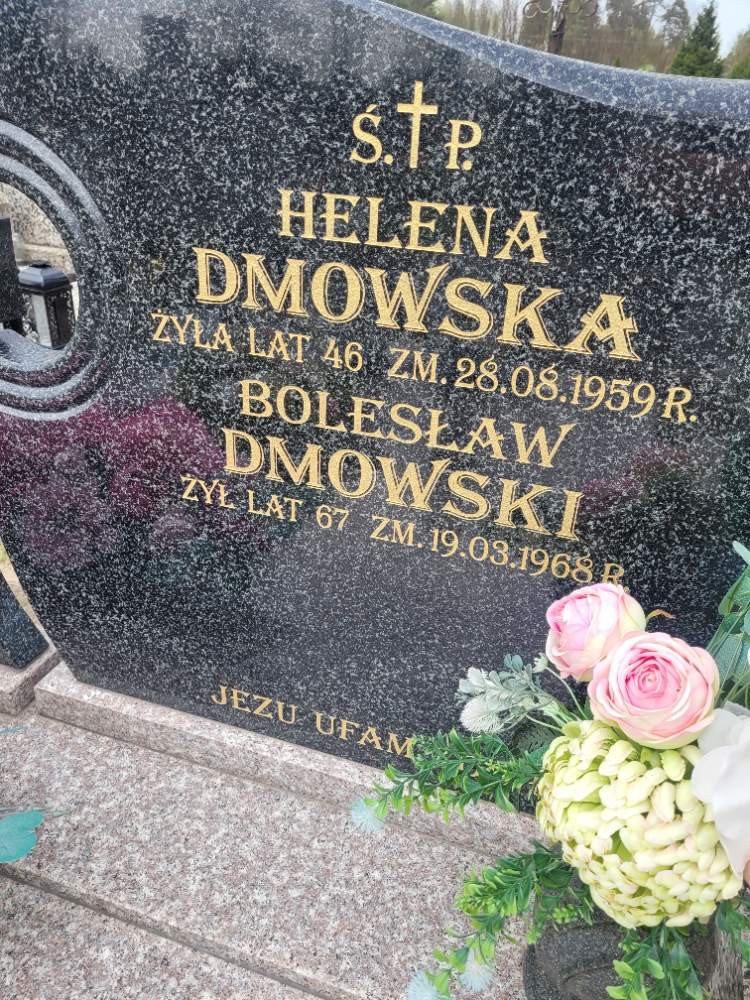 Ś. P.
HELENA
DMOWSKA
ŻYŁA LAT 46 ZM. 28.08.1959 R.
BOLESŁAW
DMOWSKI
ŻYŁ LAT 67 ZM. 19.03.1968 R
JEZU UFAM